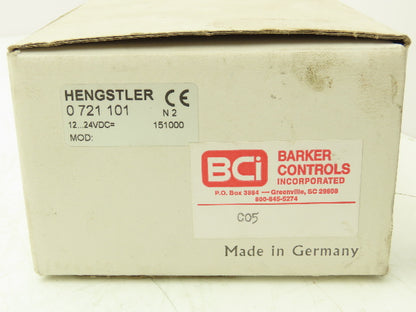 HENGSTLER CE
0 721 101 N 2
12...24VDC= 151000
MOD:
BCi BARKER
CONTROLS
INCORPORATED
P.O. Box 3884 — Greenville, SC 29608
800-845-5274
C05
Made in Germany